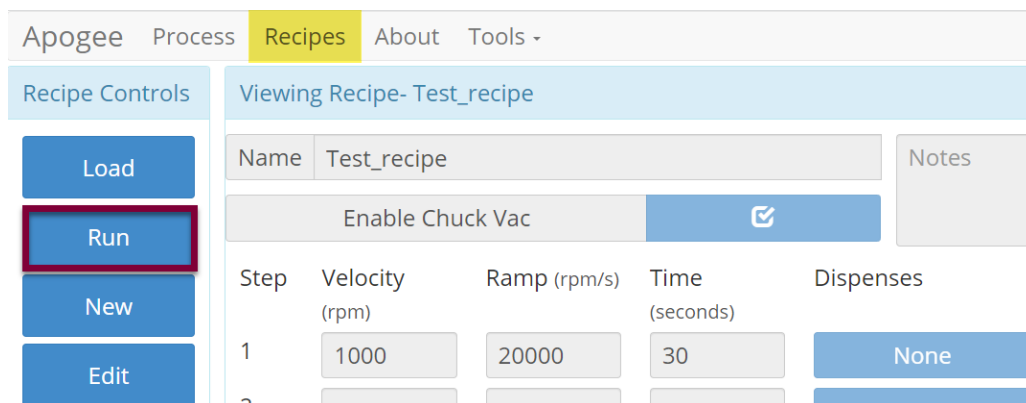 Apogee Process Recipes About Tools
Recipe Controls
Viewing Recipe- Test_recipe
Load
Run
New
Edit
Name Test_recipe
Notes
Enable Chuck Vac
Step Velocity (rpm) Ramp (rpm/s) Time (seconds) Dispenses
1 1000 20000 30 None